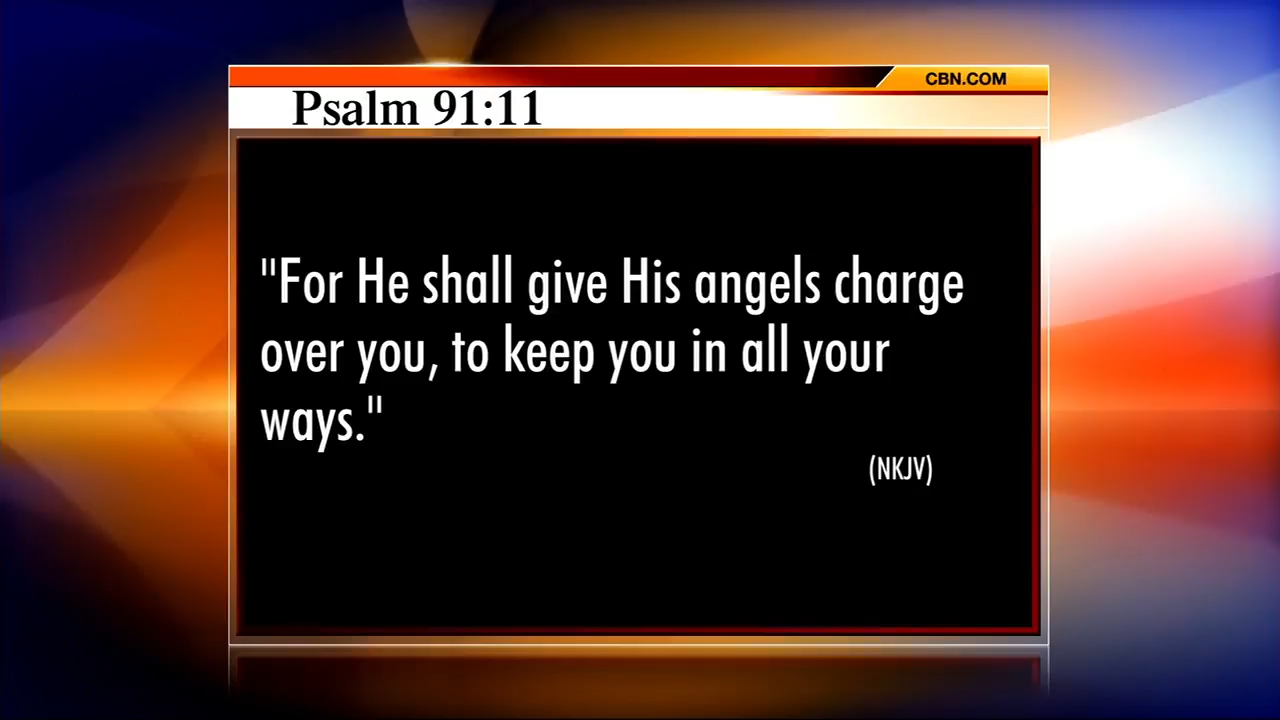 CBN.COM
Psalm 91:11
"For He shall give His angels charge
over you, to keep you in all your
ways."
(NKJV)